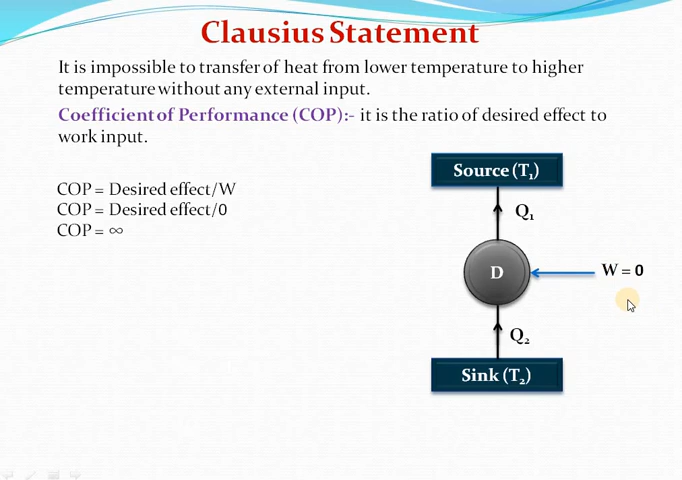 Clausius Statement
It is impossible to transfer of heat from lower temperature to higher
temperature without any external input.
Coefficient of Performance (COP):- it is the ratio of desired effect to
work input.
COP = Desired effect/W
COP = Desired effect/0
COP = ∞
Source (T₁)
Q₁
D
W = 0
Q₂
Sink (T₂)